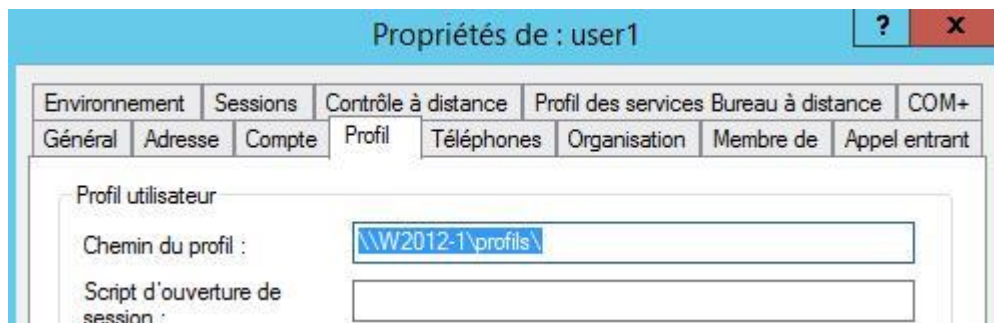 Propriétés de : user1
? x
Environnement Sessions Contrôle à distance Profil des services Bureau à distance COM+
Général Adresse Compte Profil Téléphones Organisation Membre de Appel entrant
Profil utilisateur
Chemin du profil : \\W2012-1\profils\
Script d'ouverture de
session :